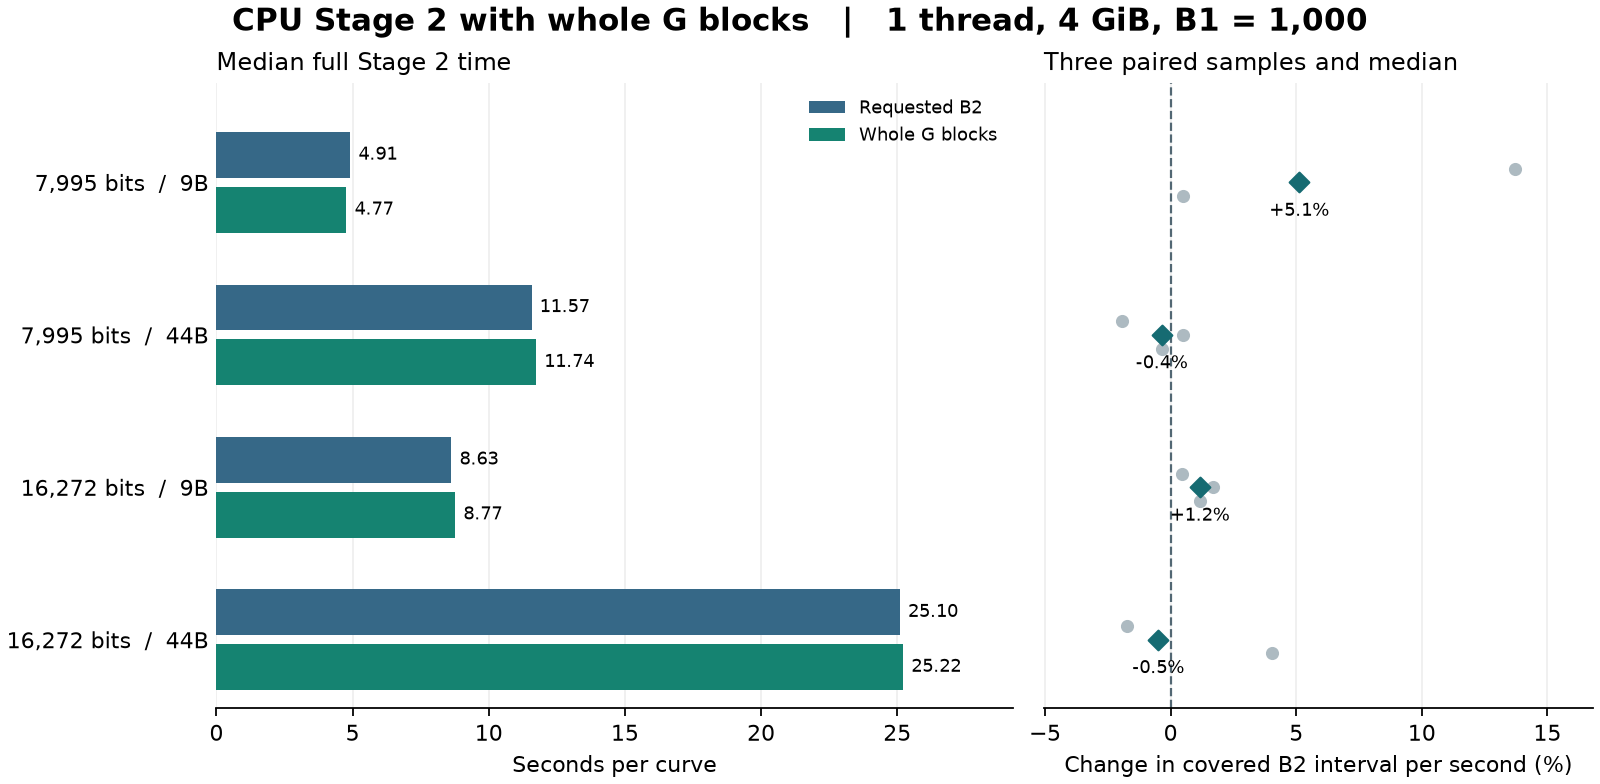 CPU Stage 2 with whole G blocks | 1 thread, 4 GiB, B1 = 1,000
Median full Stage 2 time
Requested B2
Whole G blocks
7,995 bits / 9B
4.91
4.77
7,995 bits / 44B
11.57
11.74
16,272 bits / 9B
8.63
8.77
16,272 bits / 44B
25.10
25.22
0 5 10 15 20 25
Seconds per curve
Three paired samples and median
+5.1%
-0.4%
+1.2%
-0.5%
−5 0 5 10 15
Change in covered B2 interval per second (%)